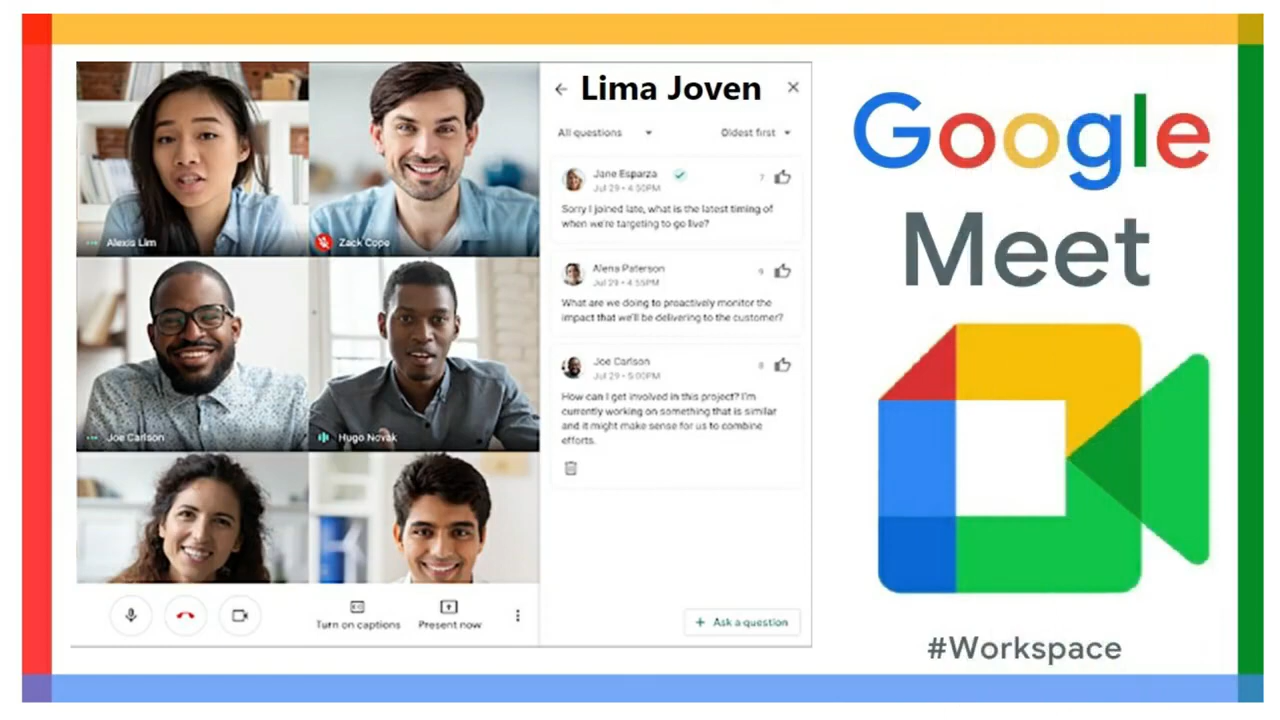 Lima Joven
All questions
Oldest first
Jane Esparza
7
Jul 29 • 4:50PM
Sorry I joined late, what is the latest timing of
when we're targeting to go live?
Alena Paterson
9
Jul 29 • 4:55PM
What are we doing to proactively monitor the
impact that we'll be delivering to the customer?
Joe Carlson
8
Jul 29 • 5:00PM
How can I get involved in this project? I'm
currently working on something that is similar
and it might make sense for us to combine
efforts.
+ Ask a question
Alexis Lim
Zack Cope
Joe Carlson
Hugo Novak
Turn on captions
Present now
Google
Meet
#Workspace